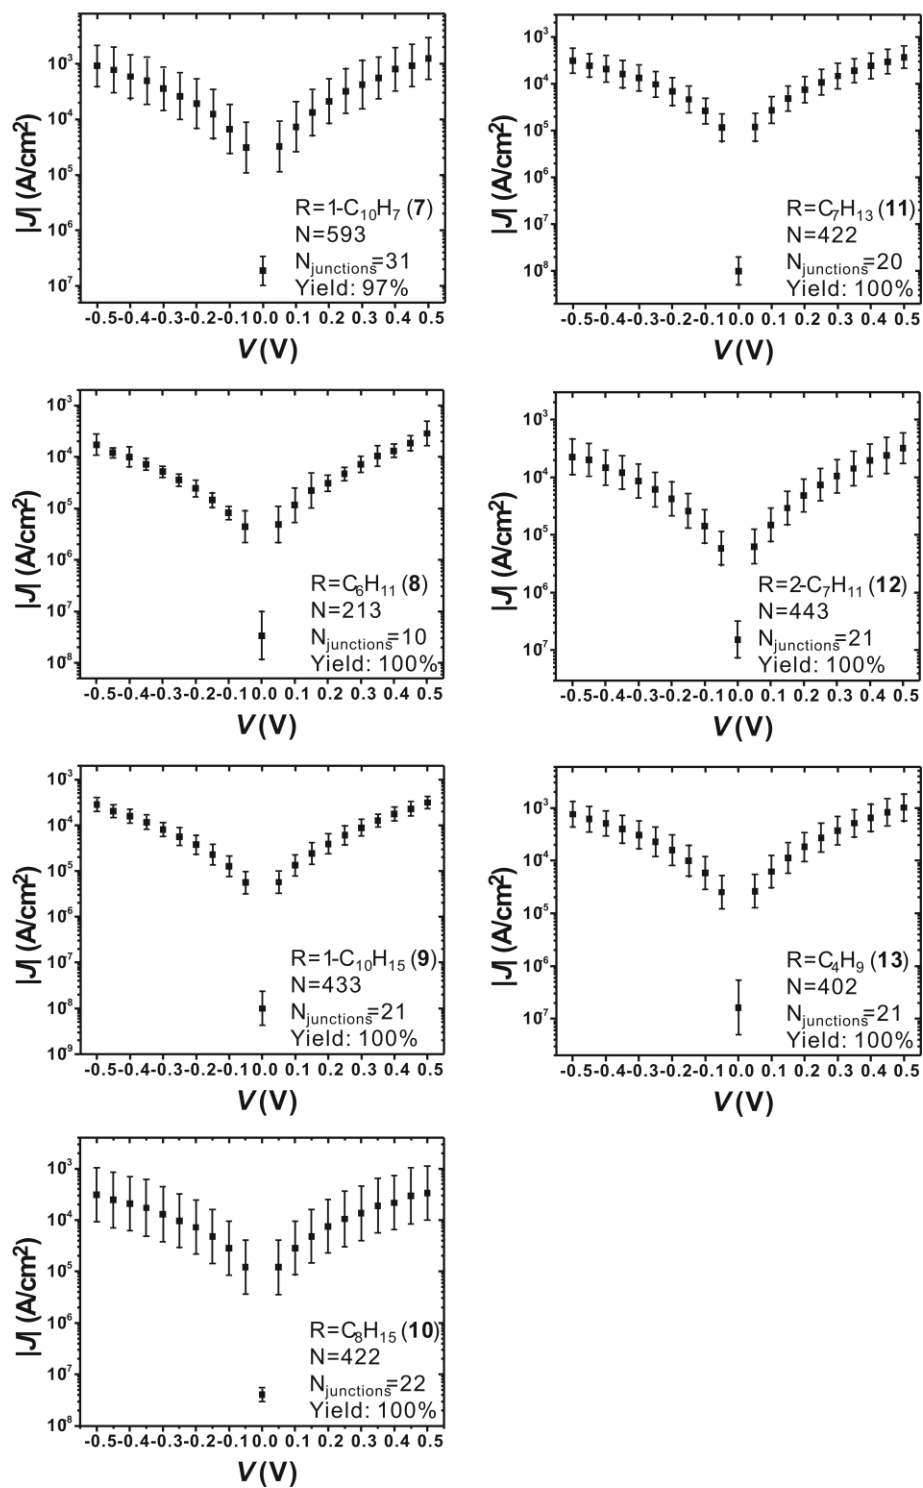 |J| (A/cm²)
10³
10⁴
10⁵
10⁶
10⁷
R=1-C₁₀H₇ (7)
N=593
N_junctions=31
Yield: 97%
-0.5 -0.4 -0.3 -0.2 -0.1 0.0 0.1 0.2 0.3 0.4 0.5
V (V)
|J| (A/cm²)
10³
10⁴
10⁵
10⁶
10⁷
10⁸
R=C₇H₁₃ (11)
N=422
N_junctions=20
Yield: 100%
-0.5 -0.4 -0.3 -0.2 -0.1 0.0 0.1 0.2 0.3 0.4 0.5
V (V)
|J| (A/cm²)
10³
10⁴
10⁵
10⁶
10⁷
10⁸
R=C₆H₁₁ (8)
N=213
N_junctions=10
Yield: 100%
-0.5 -0.4 -0.3 -0.2 -0.1 0.0 0.1 0.2 0.3 0.4 0.5
V (V)
|J| (A/cm²)
10³
10⁴
10⁵
10⁶
10⁷
R=2-C₇H₁₁ (12)
N=443
N_junctions=21
Yield: 100%
-0.5 -0.4 -0.3 -0.2 -0.1 0.0 0.1 0.2 0.3 0.4 0.5
V (V)
|J| (A/cm²)
10³
10⁴
10⁵
10⁶
10⁷
10⁸
10⁹
R=1-C₁₀H₁₅ (9)
N=433
N_junctions=21
Yield: 100%
-0.5 -0.4 -0.3 -0.2 -0.1 0.0 0.1 0.2 0.3 0.4 0.5
V (V)
|J| (A/cm²)
10³
10⁴
10⁵
10⁶
10⁷
R=C₄H₉ (13)
N=402
N_junctions=21
Yield: 100%
-0.5 -0.4 -0.3 -0.2 -0.1 0.0 0.1 0.2 0.3 0.4 0.5
V (V)
|J| (A/cm²)
10³
10⁴
10⁵
10⁶
10⁷
10⁸
R=C₈H₁₅ (10)
N=422
N_junctions=22
Yield: 100%
-0.5 -0.4 -0.3 -0.2 -0.1 0.0 0.1 0.2 0.3 0.4 0.5
V (V)